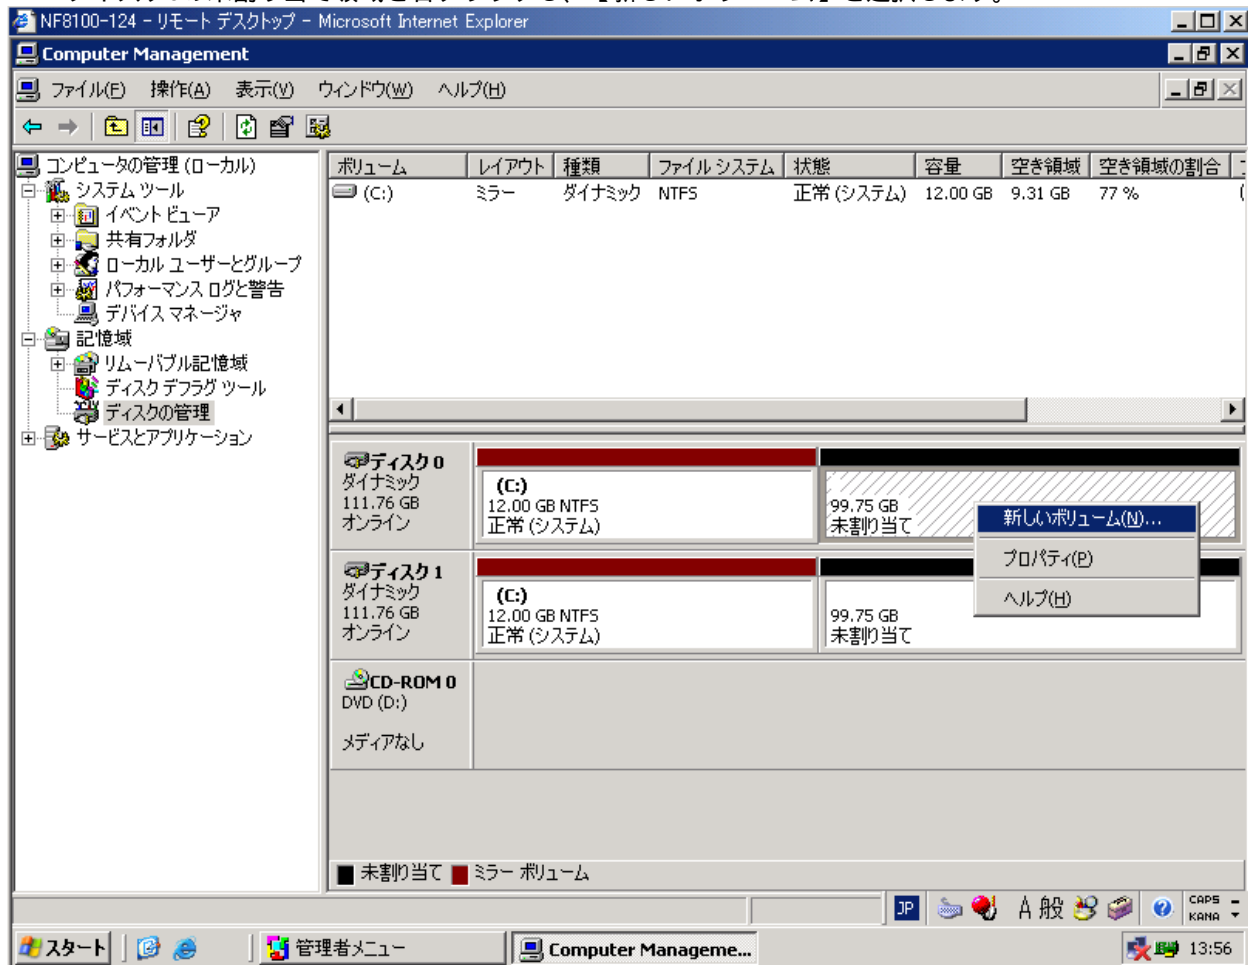 NF8100-124 - リモート デスクトップ - Microsoft Internet Explorer
Computer Management
ファイル(F) 操作(A) 表示(V) ウィンドウ(W) ヘルプ(H)
コンピュータの管理 (ローカル)
システム ツール
イベント ビューア
共有フォルダ
ローカル ユーザーとグループ
パフォーマンス ログと警告
デバイス マネージャ
記憶域
リムーバブル記憶域
ディスク デフラグ ツール
ディスクの管理
サービスとアプリケーション
ボリューム レイアウト 種類 ファイル システム 状態 容量 空き領域 空き領域の割合
(C:) ミラー ダイナミック NTFS 正常 (システム) 12.00 GB 9.31 GB 77 %
ディスク 0
ダイナミック
111.76 GB
オンライン
(C:)
12.00 GB NTFS
正常 (システム)
99.75 GB
未割り当て
新しいボリューム(N)...
プロパティ(P)
ヘルプ(H)
ディスク 1
ダイナミック
111.76 GB
オンライン
(C:)
12.00 GB NTFS
正常 (システム)
99.75 GB
未割り当て
CD-ROM 0
DVD (D:)
メディアなし
未割り当て ミラー ボリューム
JP A 般 CAPS KANA
スタート 管理者メニュー Computer Manageme... 13:56